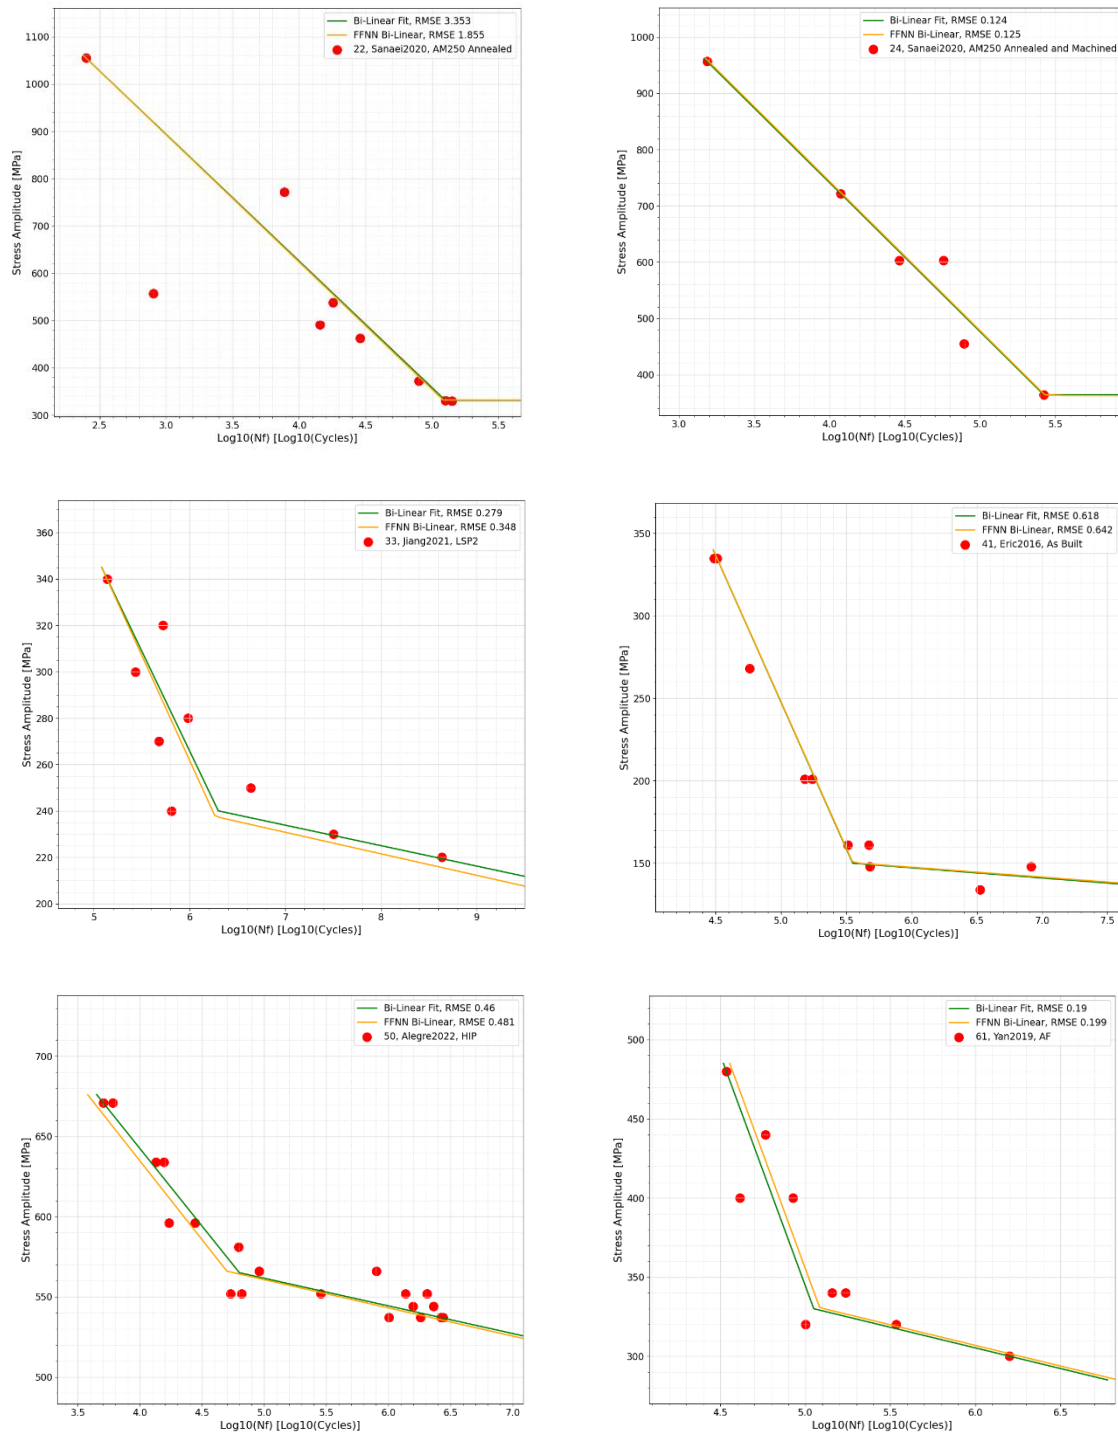 Bi-Linear Fit, RMSE 3.353
FFNN Bi-Linear, RMSE 1.855
22, Sanaei2020, AM250 Annealed
1100
1000
900
800
700
600
500
400
300
Stress Amplitude [MPa]
2.5 3.0 3.5 4.0 4.5 5.0 5.5
Log10(Nf) [Log10(Cycles)]
Bi-Linear Fit, RMSE 0.124
FFNN Bi-Linear, RMSE 0.125
24, Sanaei2020, AM250 Annealed and Machined
1000
900
800
700
600
500
400
Stress Amplitude [MPa]
3.0 3.5 4.0 4.5 5.0 5.5
Log10(Nf) [Log10(Cycles)]
Bi-Linear Fit, RMSE 0.279
FFNN Bi-Linear, RMSE 0.348
33, Jiang2021, LSP2
360
340
320
300
280
260
240
220
200
Stress Amplitude [MPa]
5 6 7 8 9
Log10(Nf) [Log10(Cycles)]
Bi-Linear Fit, RMSE 0.618
FFNN Bi-Linear, RMSE 0.642
41, Eric2016, As Built
350
300
250
200
150
Stress Amplitude [MPa]
4.5 5.0 5.5 6.0 6.5 7.0 7.5
Log10(Nf) [Log10(Cycles)]
Bi-Linear Fit, RMSE 0.46
FFNN Bi-Linear, RMSE 0.481
50, Alegre2022, HIP
700
650
600
550
500
Stress Amplitude [MPa]
3.5 4.0 4.5 5.0 5.5 6.0 6.5 7.0
Log10(Nf) [Log10(Cycles)]
Bi-Linear Fit, RMSE 0.19
FFNN Bi-Linear, RMSE 0.199
61, Yan2019, AF
500
450
400
350
300
Stress Amplitude [MPa]
4.5 5.0 5.5 6.0 6.5
Log10(Nf) [Log10(Cycles)]